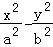 x²/a² - y²/b²